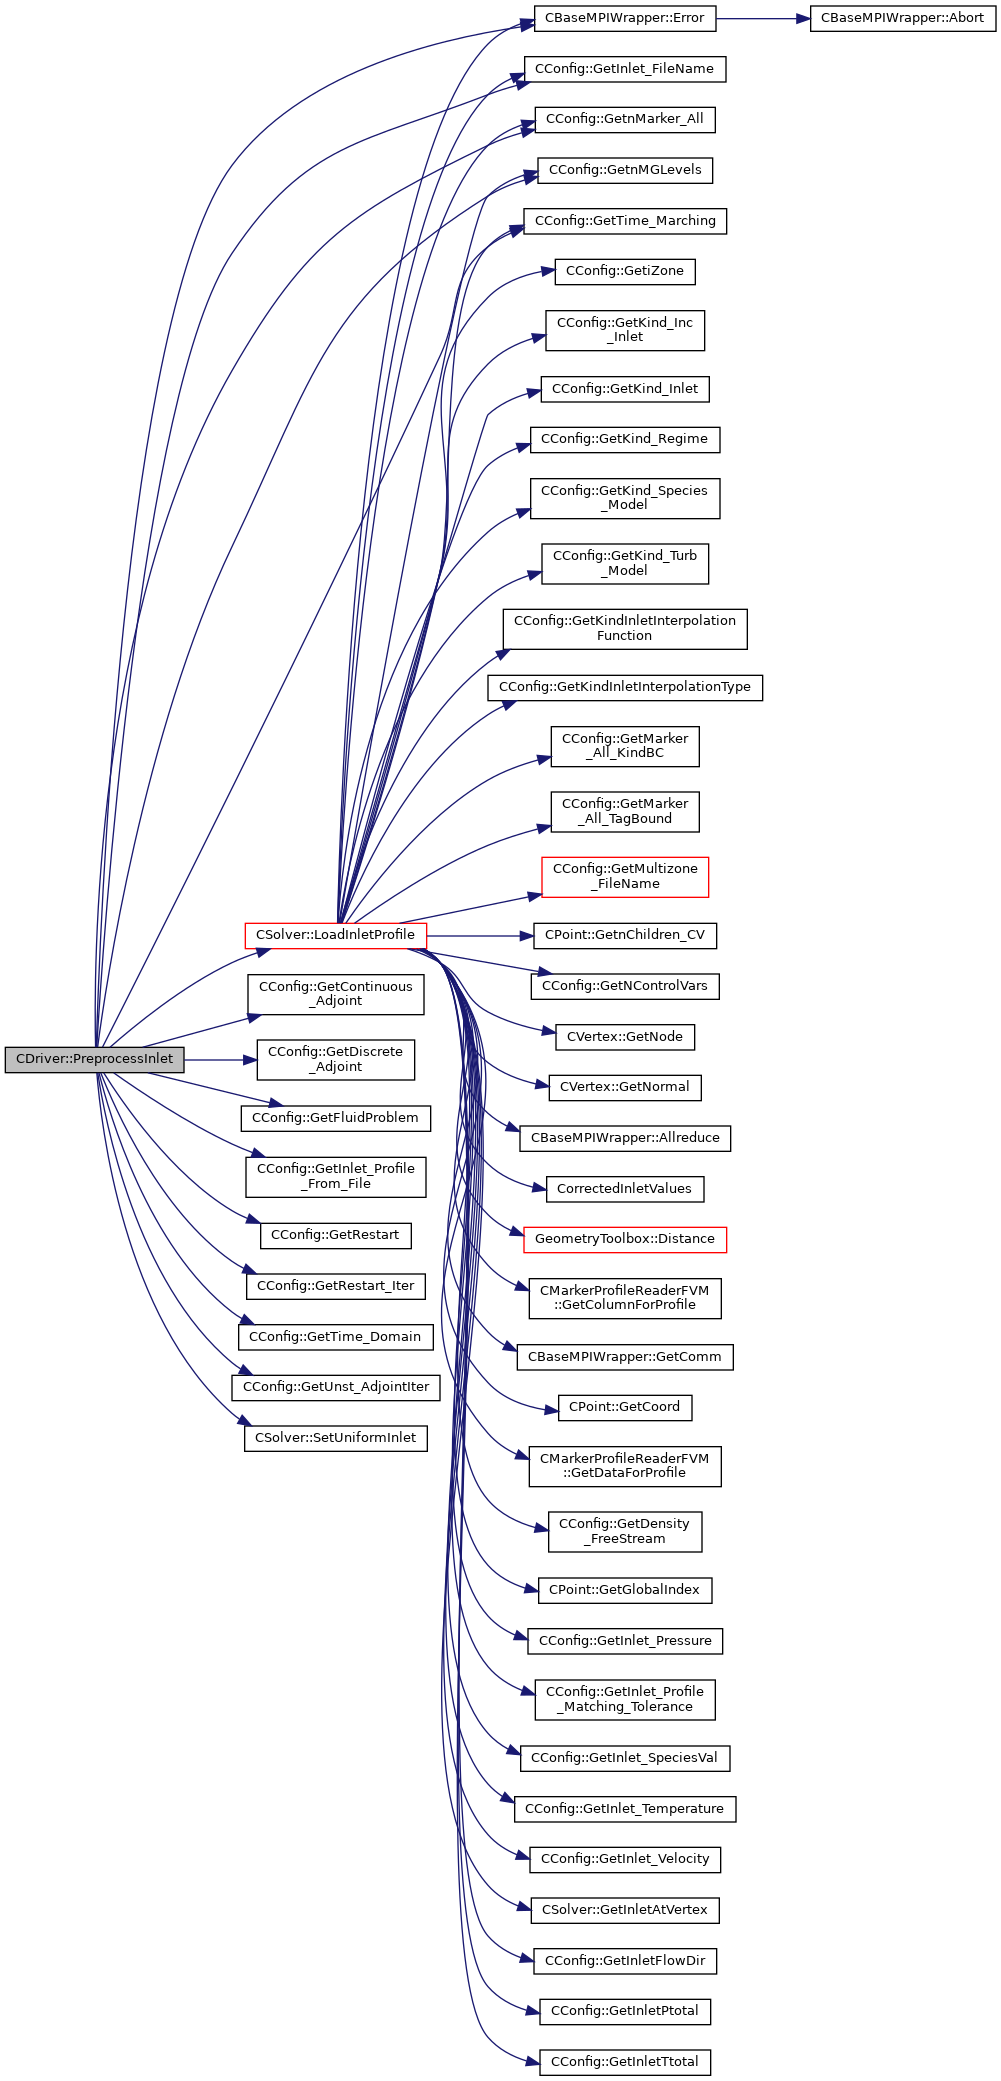 CBaseMPIWrapper::Error
CBaseMPIWrapper::Abort
CConfig::GetInlet_FileName
CConfig::GetnMarker_All
CConfig::GetnMGLevels
CConfig::GetTime_Marching
CConfig::GetiZone
CConfig::GetKind_Inc
_Inlet
CConfig::GetKind_Inlet
CConfig::GetKind_Regime
CConfig::GetKind_Species
_Model
CConfig::GetKind_Turb
_Model
CConfig::GetKindInletInterpolation
Function
CConfig::GetKindInletInterpolationType
CConfig::GetMarker
_All_KindBC
CConfig::GetMarker
_All_TagBound
CConfig::GetMultizone
_FileName
CSolver::LoadInletProfile
CPoint::GetnChildren_CV
CConfig::GetContinuous
_Adjoint
CConfig::GetNControlVars
CDriver::PreprocessInlet
CConfig::GetDiscrete
_Adjoint
CVertex::GetNode
CConfig::GetFluidProblem
CVertex::GetNormal
CConfig::GetInlet_Profile
_From_File
CBaseMPIWrapper::Allreduce
CConfig::GetRestart
CorrectedInletValues
CConfig::GetRestart_Iter
GeometryToolbox::Distance
CConfig::GetTime_Domain
CMarkerProfileReaderFVM
::GetColumnForProfile
CConfig::GetUnst_AdjointIter
CBaseMPIWrapper::GetComm
CSolver::SetUniformInlet
CPoint::GetCoord
CMarkerProfileReaderFVM
::GetDataForProfile
CConfig::GetDensity
_FreeStream
CPoint::GetGlobalIndex
CConfig::GetInlet_Pressure
CConfig::GetInlet_Profile
_Matching_Tolerance
CConfig::GetInlet_SpeciesVal
CConfig::GetInlet_Temperature
CConfig::GetInlet_Velocity
CSolver::GetInletAtVertex
CConfig::GetInletFlowDir
CConfig::GetInletPtotal
CConfig::GetInletTtotal